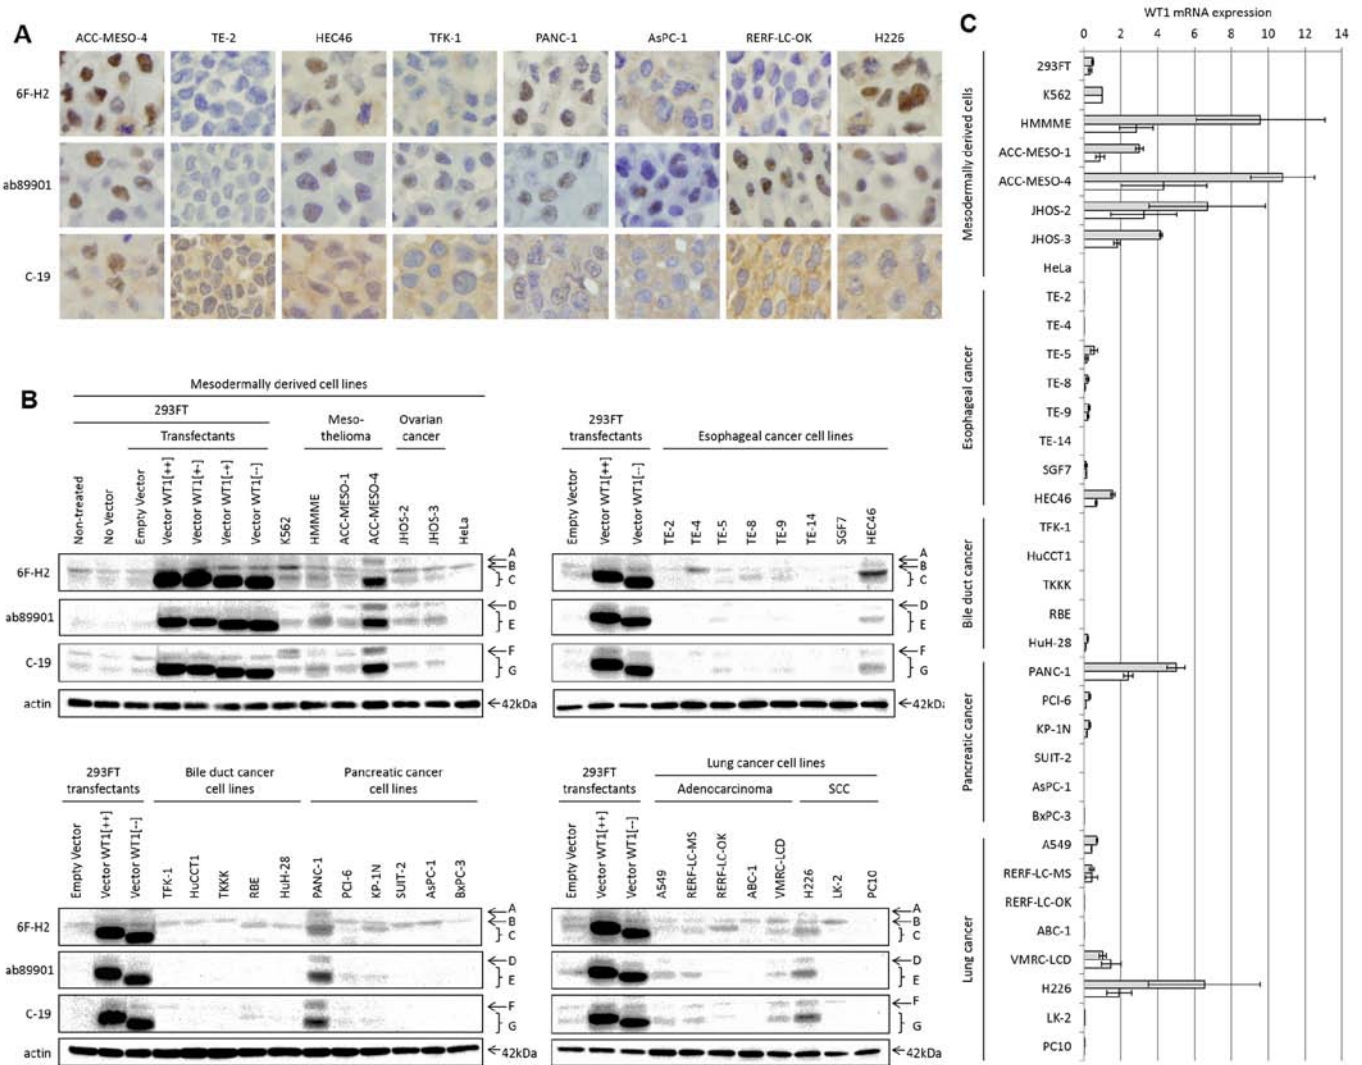 A
ACC-MESO-4 TE-2 HEC46 TFK-1 PANC-1 AsPC-1 RERF-LC-OK H226
6F-H2
ab89901
C-19
B
Mesodermally derived cell lines
293FT
Meso-
thelioma
Ovarian
cancer
Transfectants
Non-treated
No Vector
Empty Vector
Vector WT1[++]
Vector WT1[+-]
Vector WT1[-+]
Vector WT1[--]
K562
HMMME
ACC-MESO-1
ACC-MESO-4
JHOS-2
JHOS-3
HeLa
6F-H2
A
B
C
ab89901
D
E
C-19
F
G
actin
42kDa
293FT
transfectants
Esophageal cancer cell lines
Empty Vector
Vector WT1[++]
Vector WT1[--]
TE-2
TE-4
TE-5
TE-8
TE-9
TE-14
SGF7
HEC46
A
B
C
D
E
F
G
42kDa
293FT
transfectants
Bile duct cancer
cell lines
Pancreatic cancer
cell lines
Empty Vector
Vector WT1[++]
Vector WT1[--]
TFK-1
HuCCT1
TKKK
RBE
HuH-28
PANC-1
PCI-6
KP-1N
SUIT-2
AsPC-1
BxPC-3
6F-H2
A
B
C
ab89901
D
E
C-19
F
G
actin
42kDa
293FT
transfectants
Lung cancer cell lines
Adenocarcinoma
SCC
Empty Vector
Vector WT1[++]
Vector WT1[--]
A549
RERF-LC-MS
RERF-LC-OK
ABC-1
VMRC-LCD
H226
LK-2
PC10
A
B
C
D
E
F
G
42kDa
C
WT1 mRNA expression
0 2 4 6 8 10 12 14
Mesodermally derived cells
293FT
K562
HMMME
ACC-MESO-1
ACC-MESO-4
JHOS-2
JHOS-3
HeLa
Esophageal cancer
TE-2
TE-4
TE-5
TE-8
TE-9
TE-14
SGF7
HEC46
Bile duct cancer
TFK-1
HuCCT1
TKKK
RBE
HuH-28
Pancreatic cancer
PANC-1
PCI-6
KP-1N
SUIT-2
AsPC-1
BxPC-3
Lung cancer
A549
RERF-LC-MS
RERF-LC-OK
ABC-1
VMRC-LCD
H226
LK-2
PC10